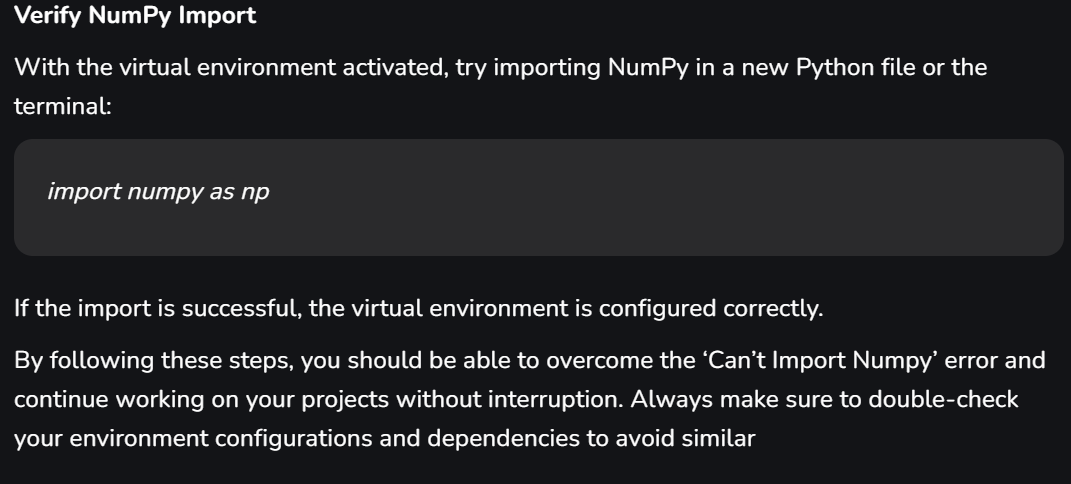 Verify NumPy Import
With the virtual environment activated, try importing NumPy in a new Python file or the
terminal:
import numpy as np
If the import is successful, the virtual environment is configured correctly.
By following these steps, you should be able to overcome the ‘Can’t Import Numpy’ error and
continue working on your projects without interruption. Always make sure to double-check
your environment configurations and dependencies to avoid similar